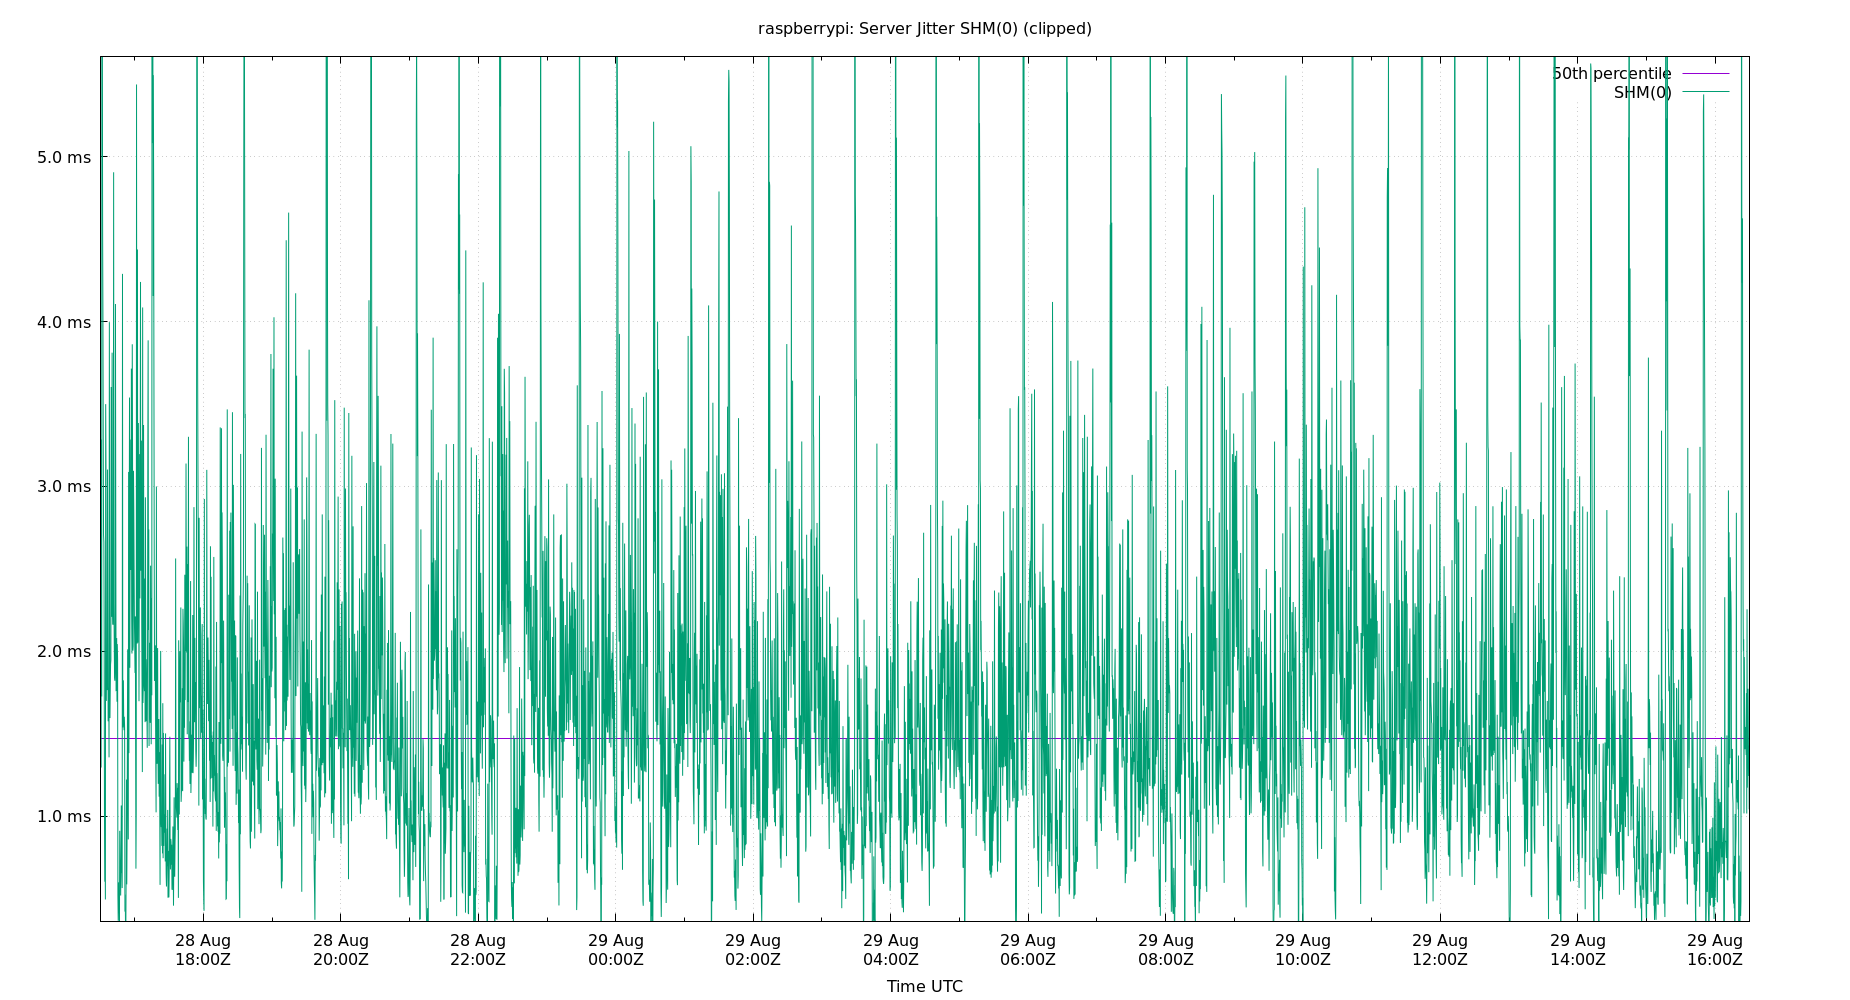 raspberrypi: Server Jitter SHM(0) (clipped)
50th percentile
SHM(0)
5.0 ms
4.0 ms
3.0 ms
2.0 ms
1.0 ms
28 Aug 28 Aug 28 Aug 29 Aug 29 Aug 29 Aug 29 Aug 29 Aug 29 Aug 29 Aug 29 Aug 29 Aug
18:00Z 20:00Z 22:00Z 00:00Z 02:00Z 04:00Z 06:00Z 08:00Z 10:00Z 12:00Z 14:00Z 16:00Z
Time UTC